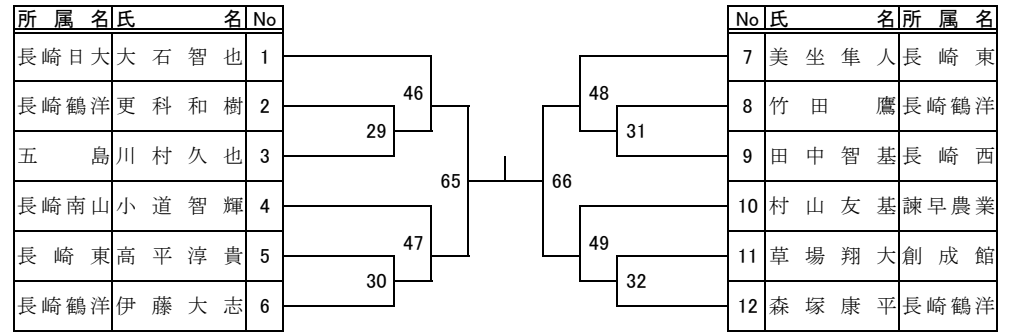 所属名 氏名 No
長崎日大 大石智也 1
長崎鶴洋 更科和樹 2
五島 川村久也 3
長崎南山 小道智輝 4
長崎東 高平淳貴 5
長崎鶴洋 伊藤大志 6
46
29
65
47
30
48
31
66
49
32
No 氏名 所属名
7 美坐隼人 長崎東
8 竹田鷹 長崎鶴洋
9 田中智基 長崎西
10 村山友基 諫早農業
11 草場翔大 創成館
12 森塚康平 長崎鶴洋